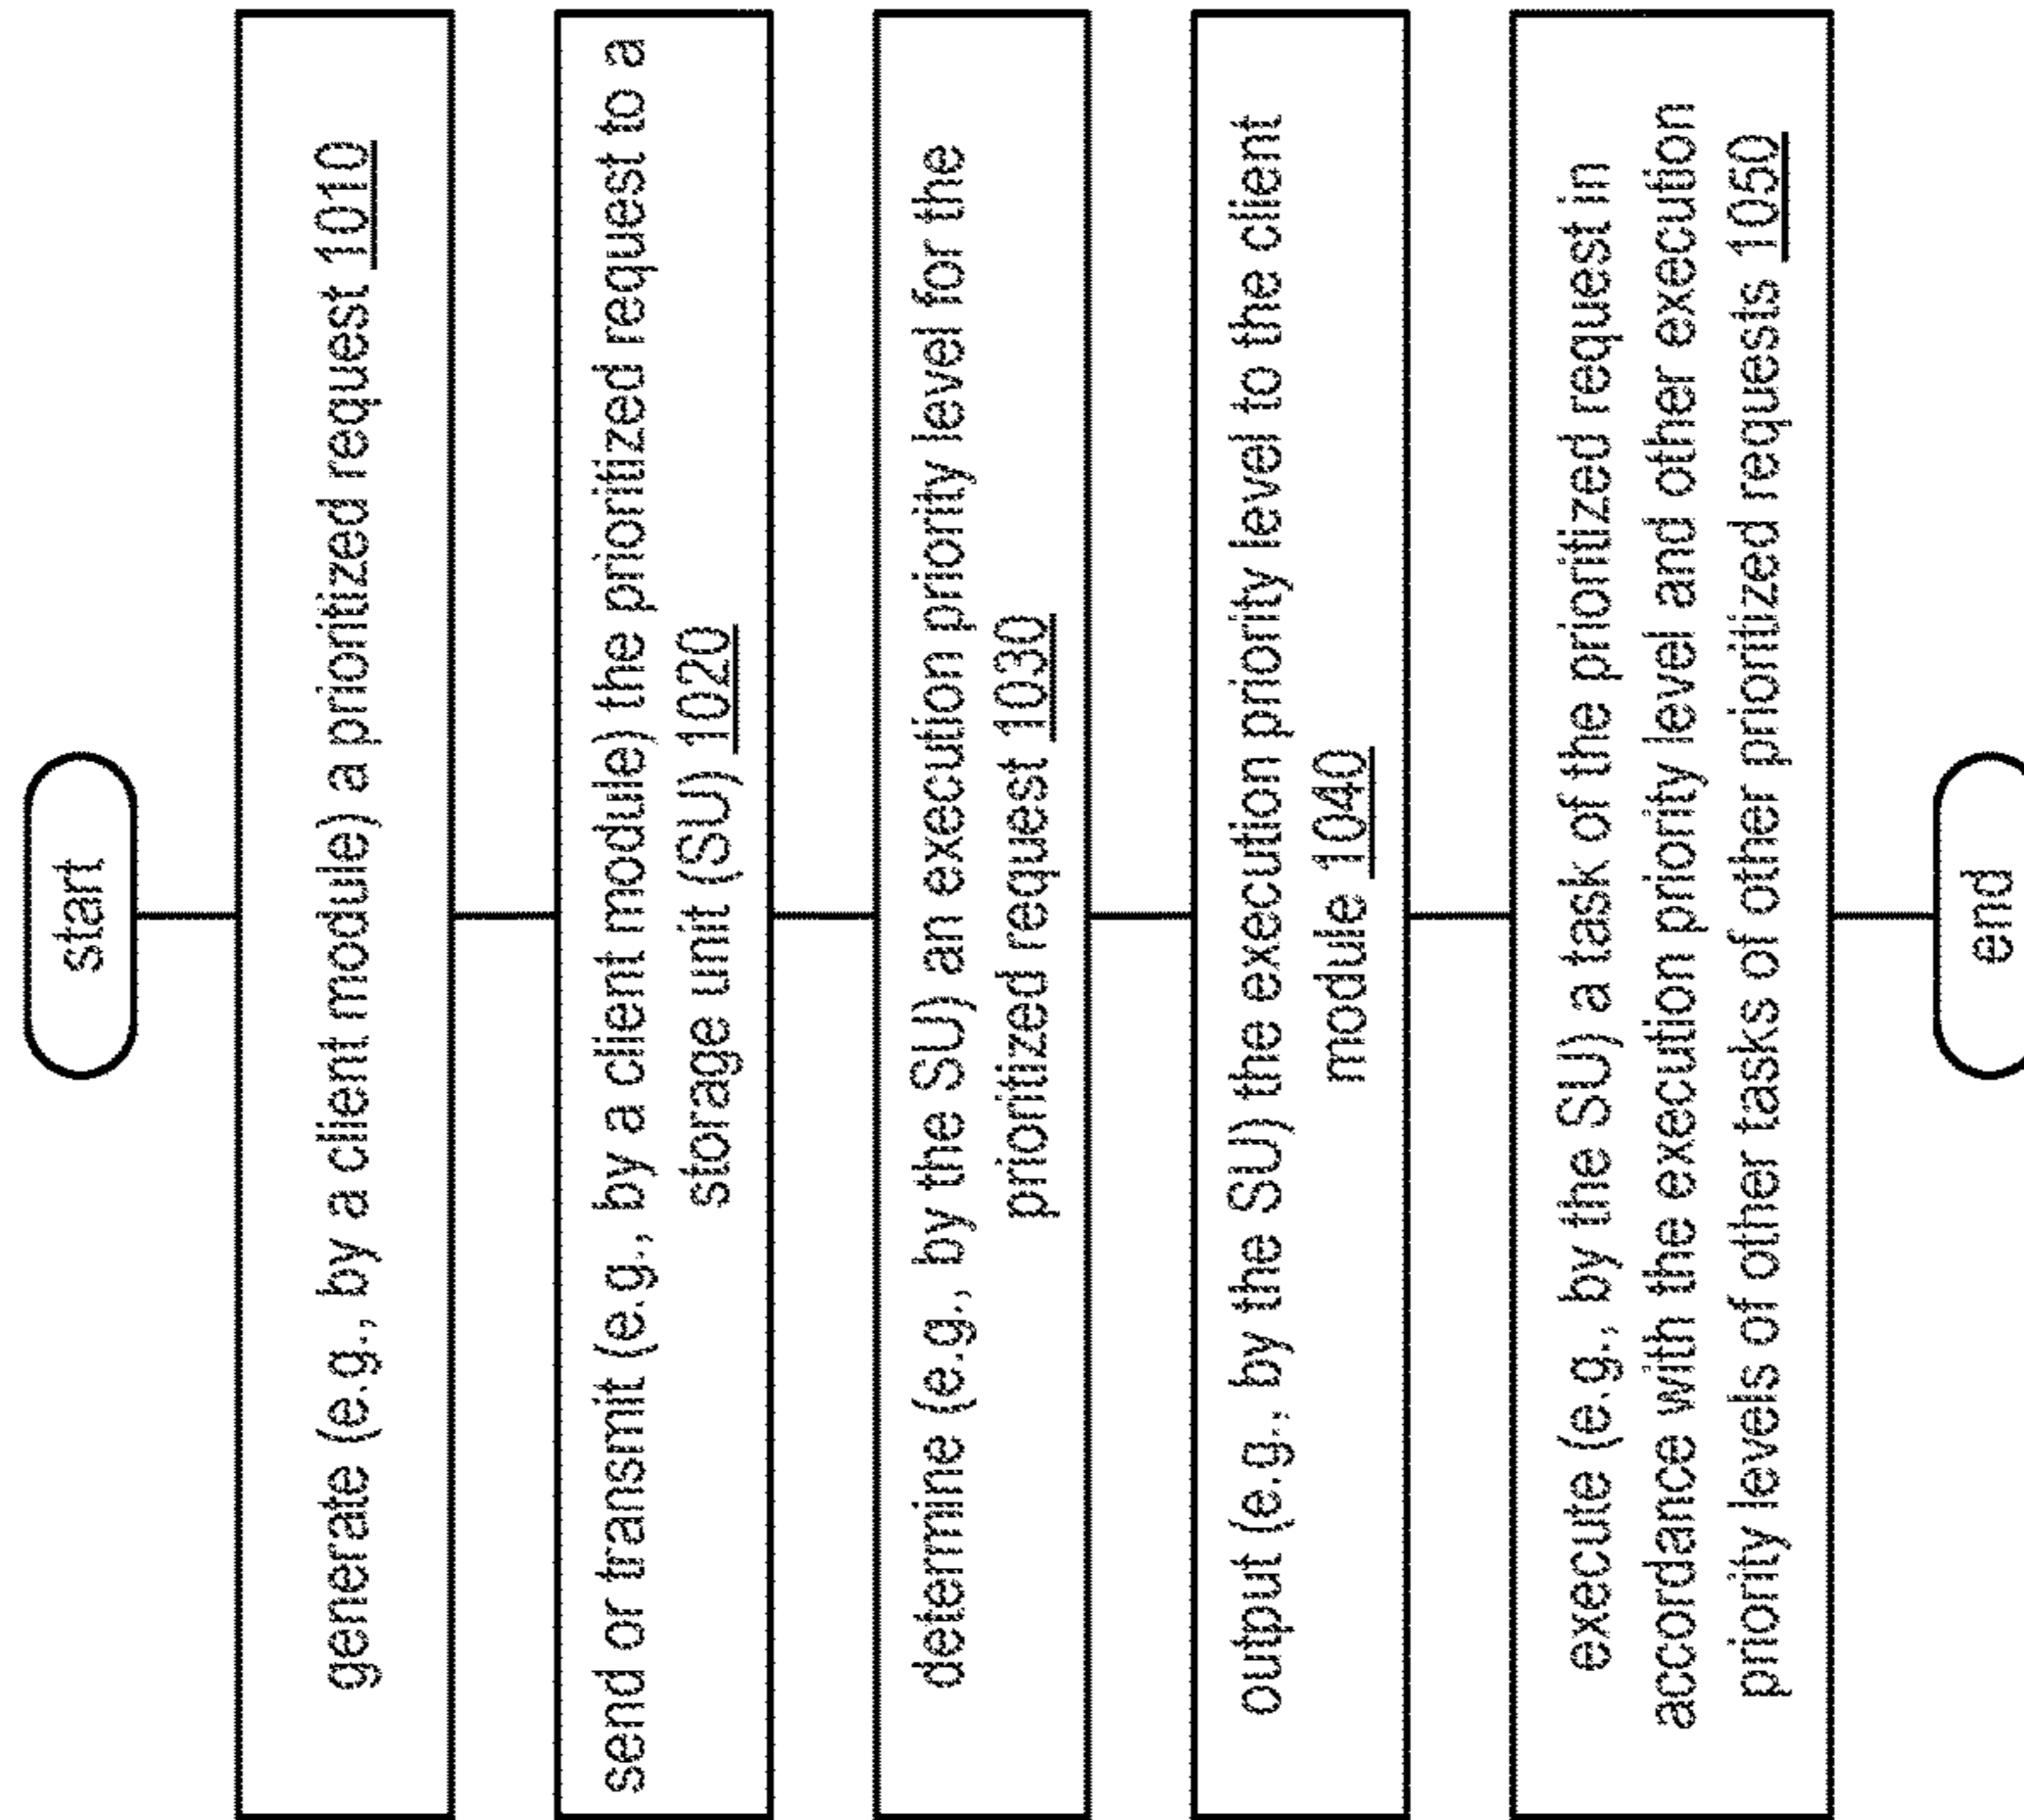 start
generate (e.g., by a client module) a prioritized request 1010
send or transmit (e.g., by a client module) the prioritized request to a
storage unit (SU) 1020
determine (e.g., by the SU) an execution priority level for the
prioritized request 1030
output (e.g., by the SU) the execution priority level to the client
module 1040
execute (e.g., by the SU) a task of the prioritized request in
accordance with the execution priority level and other execution
priority levels of other tasks of other prioritized requests 1050
end